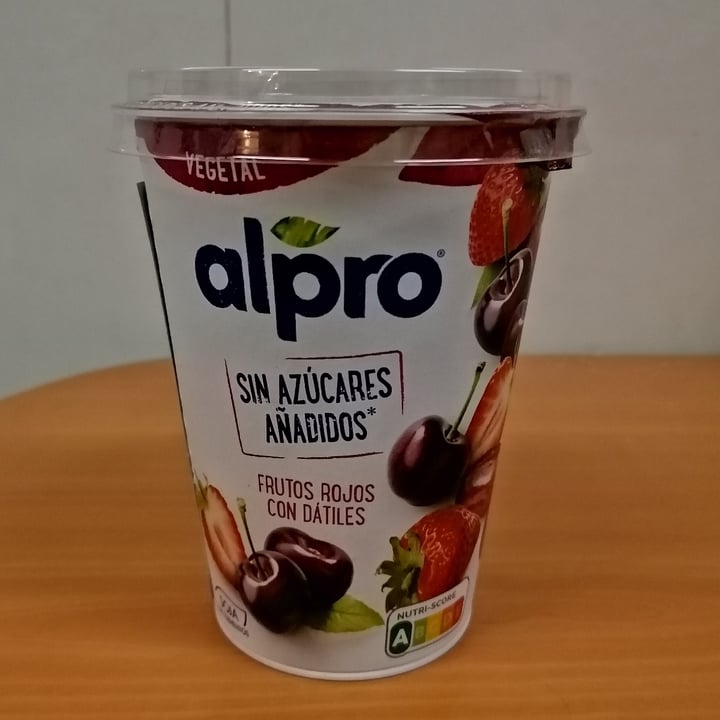 VEGETAL
alpro®
SIN AZÚCARES
AÑADIDOS*
FRUTOS ROJOS
CON DÁTILES
SOJA
NUTRI-SCORE
A